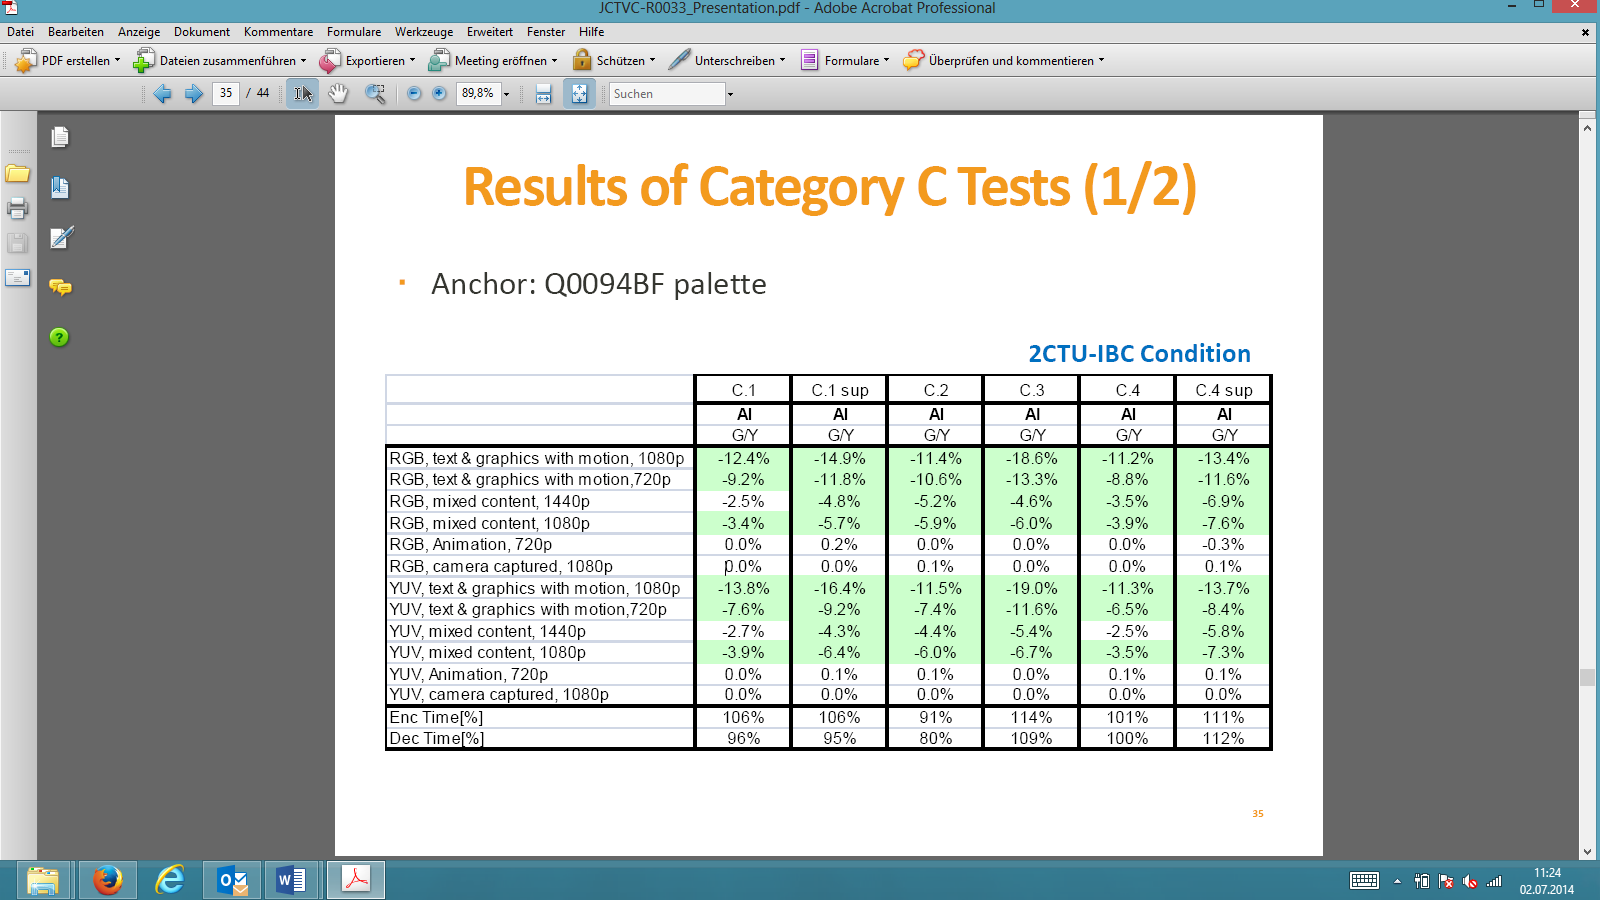 JCTVC-R0033_Presentation.pdf - Adobe Acrobat Professional
Datei Bearbeiten Anzeige Dokument Kommentare Formulare Werkzeuge Erweitert Fenster Hilfe
PDF erstellen Dateien zusammenführen Exportieren Meeting eröffnen Schützen Unterschreiben Formulare Überprüfen und kommentieren
35 / 44 89,8% Suchen
Results of Category C Tests (1/2)
▪ Anchor: Q0094BF palette
2CTU-IBC Condition
C.1 C.1 sup C.2 C.3 C.4 C.4 sup
AI AI AI AI AI AI
G/Y G/Y G/Y G/Y G/Y G/Y
RGB, text & graphics with motion, 1080p -12.4% -14.9% -11.4% -18.6% -11.2% -13.4%
RGB, text & graphics with motion,720p -9.2% -11.8% -10.6% -13.3% -8.8% -11.6%
RGB, mixed content, 1440p -2.5% -4.8% -5.2% -4.6% -3.5% -6.9%
RGB, mixed content, 1080p -3.4% -5.7% -5.9% -6.0% -3.9% -7.6%
RGB, Animation, 720p 0.0% 0.2% 0.0% 0.0% 0.0% -0.3%
RGB, camera captured, 1080p 0.0% 0.0% 0.1% 0.0% 0.0% 0.1%
YUV, text & graphics with motion, 1080p -13.8% -16.4% -11.5% -19.0% -11.3% -13.7%
YUV, text & graphics with motion,720p -7.6% -9.2% -7.4% -11.6% -6.5% -8.4%
YUV, mixed content, 1440p -2.7% -4.3% -4.4% -5.4% -2.5% -5.8%
YUV, mixed content, 1080p -3.9% -6.4% -6.0% -6.7% -3.5% -7.3%
YUV, Animation, 720p 0.0% 0.1% 0.1% 0.0% 0.1% 0.1%
YUV, camera captured, 1080p 0.0% 0.0% 0.0% 0.0% 0.0% 0.0%
Enc Time[%] 106% 106% 91% 114% 101% 111%
Dec Time[%] 96% 95% 80% 109% 100% 112%
35
11:24
02.07.2014